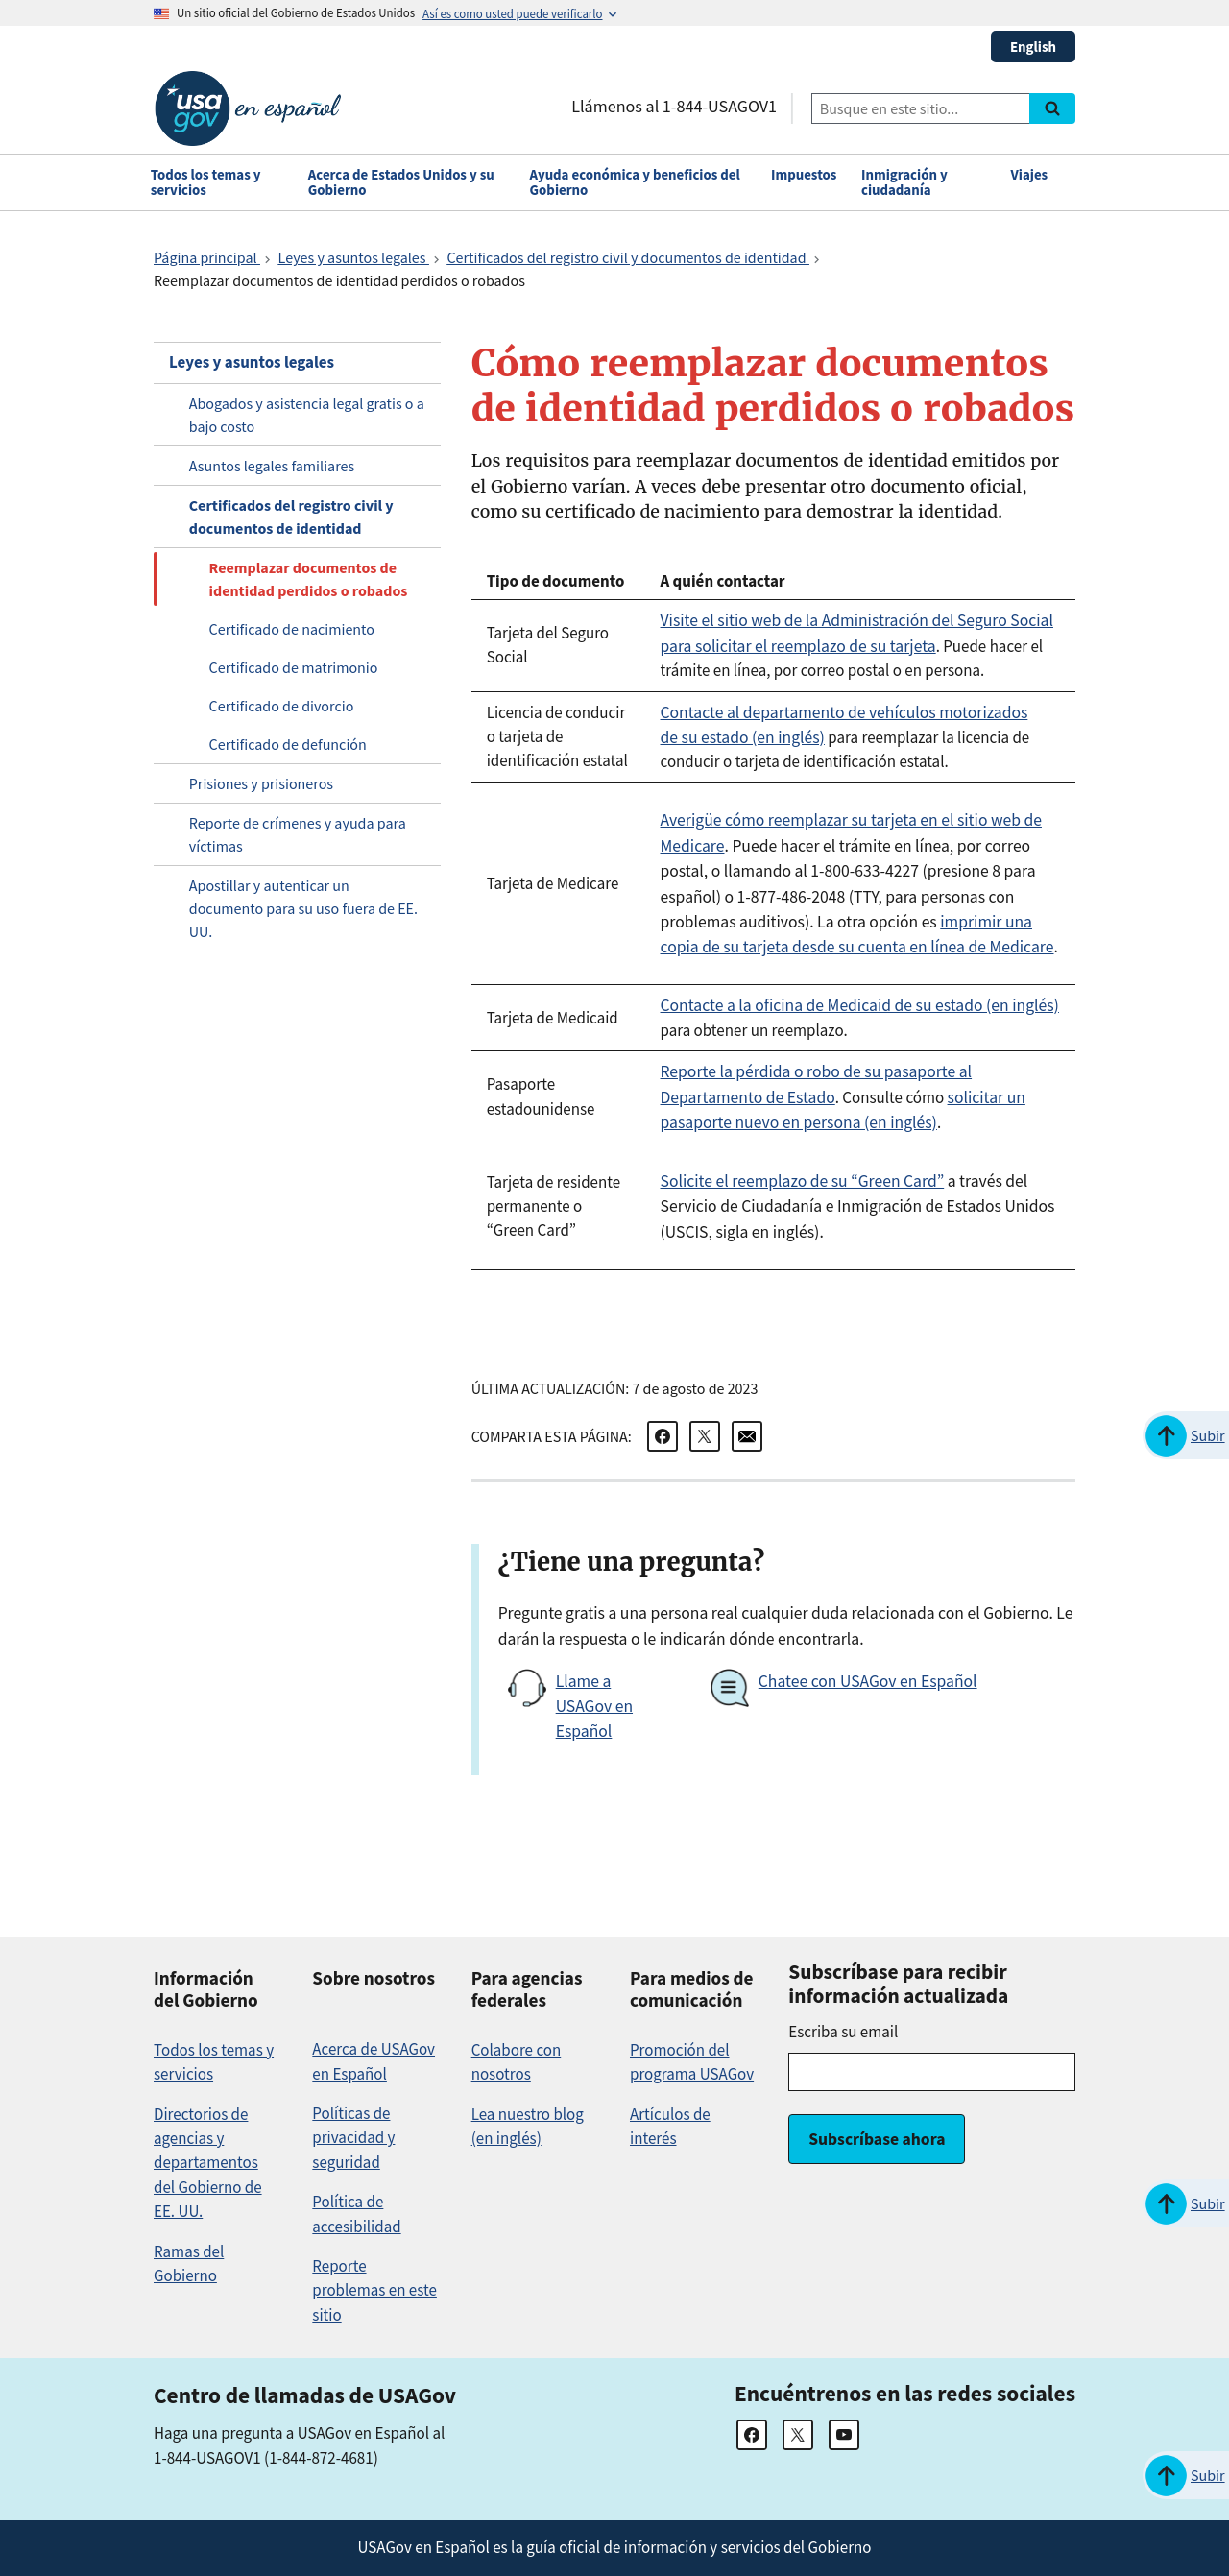 Un sitio oficial del Gobierno de Estados Unidos Así es como usted puede verificarlo
English
usa gov en español
Llámenos al 1-844-USAGOV1
Busque en este sitio...
Todos los temas y servicios
Acerca de Estados Unidos y su Gobierno
Ayuda económica y beneficios del Gobierno
Impuestos
Inmigración y ciudadanía
Viajes
Página principal
Leyes y asuntos legales
Certificados del registro civil y documentos de identidad
Reemplazar documentos de identidad perdidos o robados
Leyes y asuntos legales
Abogados y asistencia legal gratis o a
bajo costo
Asuntos legales familiares
Certificados del registro civil y
documentos de identidad
Reemplazar documentos de
identidad perdidos o robados
Certificado de nacimiento
Certificado de matrimonio
Certificado de divorcio
Certificado de defunción
Prisiones y prisioneros
Reporte de crímenes y ayuda para
víctimas
Apostillar y autenticar un
documento para su uso fuera de EE.
UU.
Cómo reemplazar documentos
de identidad perdidos o robados
Los requisitos para reemplazar documentos de identidad emitidos por
el Gobierno varían. A veces debe presentar otro documento oficial,
como su certificado de nacimiento para demostrar la identidad.
Tipo de documento
A quién contactar
Tarjeta del Seguro
Social
Visite el sitio web de la Administración del Seguro Social
para solicitar el reemplazo de su tarjeta. Puede hacer el
trámite en línea, por correo postal o en persona.
Licencia de conducir
o tarjeta de
identificación estatal
Contacte al departamento de vehículos motorizados
de su estado (en inglés) para reemplazar la licencia de
conducir o tarjeta de identificación estatal.
Tarjeta de Medicare
Averigüe cómo reemplazar su tarjeta en el sitio web de
Medicare. Puede hacer el trámite en línea, por correo
postal, o llamando al 1-800-633-4227 (presione 8 para
español) o 1-877-486-2048 (TTY, para personas con
problemas auditivos). La otra opción es imprimir una
copia de su tarjeta desde su cuenta en línea de Medicare.
Tarjeta de Medicaid
Contacte a la oficina de Medicaid de su estado (en inglés)
para obtener un reemplazo.
Pasaporte
estadounidense
Reporte la pérdida o robo de su pasaporte al
Departamento de Estado. Consulte cómo solicitar un
pasaporte nuevo en persona (en inglés).
Tarjeta de residente
permanente o
“Green Card”
Solicite el reemplazo de su “Green Card” a través del
Servicio de Ciudadanía e Inmigración de Estados Unidos
(USCIS, sigla en inglés).
ÚLTIMA ACTUALIZACIÓN: 7 de agosto de 2023
COMPARTA ESTA PÁGINA:
Subir
¿Tiene una pregunta?
Pregunte gratis a una persona real cualquier duda relacionada con el Gobierno. Le
darán la respuesta o le indicarán dónde encontrarla.
Llame a
USAGov en
Español
Chatee con USAGov en Español
Información
del Gobierno
Todos los temas y
servicios
Directorios de
agencias y
departamentos
del Gobierno de
EE. UU.
Ramas del
Gobierno
Sobre nosotros
Acerca de USAGov
en Español
Políticas de
privacidad y
seguridad
Política de
accesibilidad
Reporte
problemas en este
sitio
Para agencias
federales
Colabore con
nosotros
Lea nuestro blog
(en inglés)
Para medios de
comunicación
Promoción del
programa USAGov
Artículos de
interés
Suscríbase para recibir
información actualizada
Escriba su email
Suscríbase ahora
Subir
Centro de llamadas de USAGov
Haga una pregunta a USAGov en Español al
1-844-USAGOV1 (1-844-872-4681)
Encuéntrenos en las redes sociales
Subir
USAGov en Español es la guía oficial de información y servicios del Gobierno